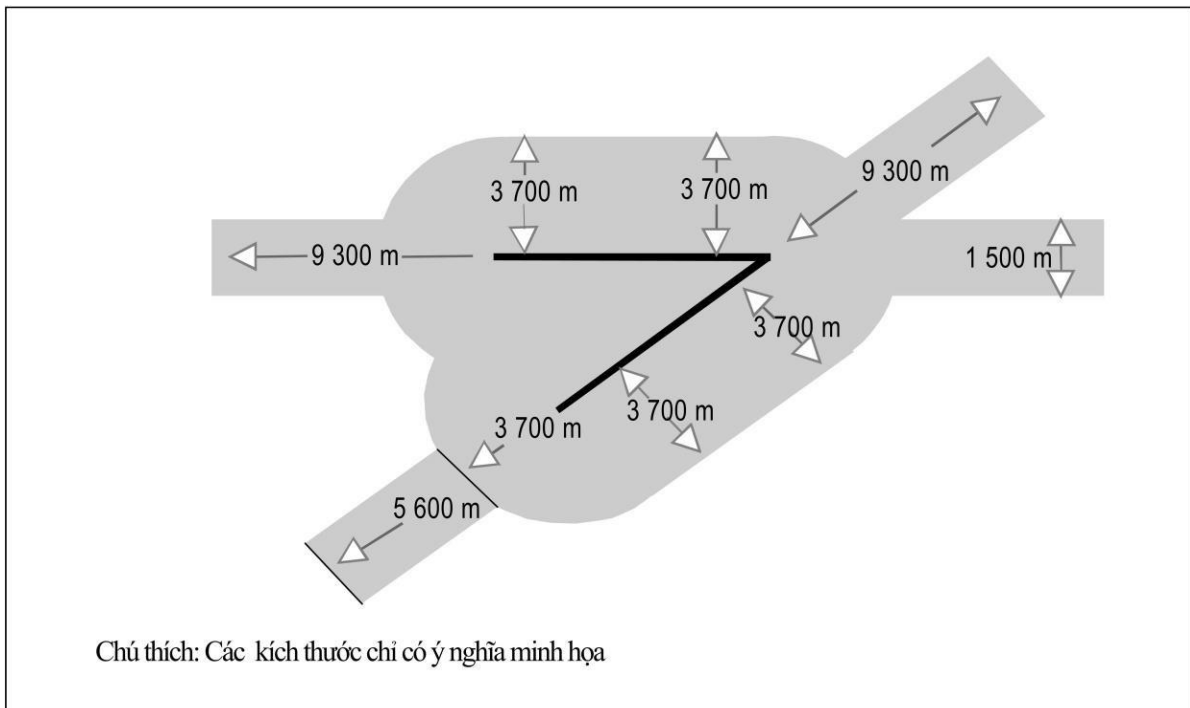 3 700 m
3 700 m
9 300 m
9 300 m
1 500 m
3 700 m
3 700 m
3 700 m
5 600 m
Chú thích: Các kích thước chỉ có ý nghĩa minh họa